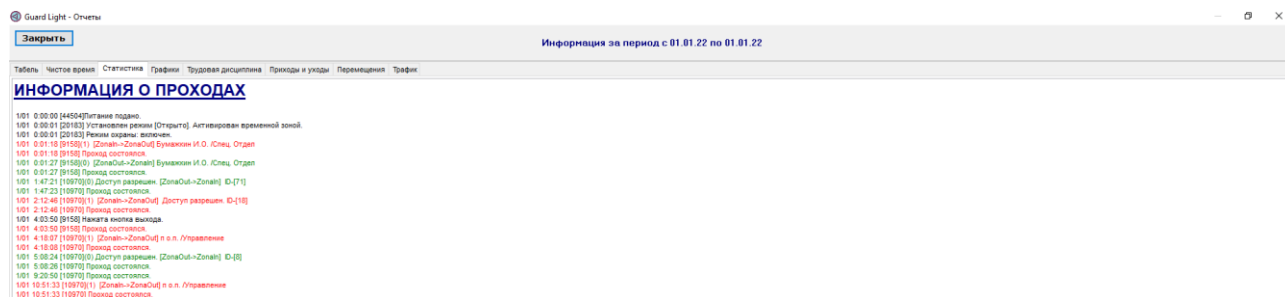 Guard Light - Отчеты
Закрыть
Информация за период с 01.01.22 по 01.01.22
Табель Чистое время Статистика Графики Трудовая дисциплина Приходы и уходы Перемещения Трафик
ИНФОРМАЦИЯ О ПРОХОДАХ
1/01 0:00:00 [44504]Питание подано.
1/01 0:00:01 [20183] Установлен режим [Открыто]. Активирован временной зоной.
1/01 0:00:01 [20183] Режим охраны: включен.
1/01 0:01:18 [9158](1) [ZonaIn->ZonaOut] Бумажкин И.О. /Спец. Отдел
1/01 0:01:18 [9158] Проход состоялся.
1/01 0:01:27 [9158](0) [ZonaOut->ZonaIn] Бумажкин И.О. /Спец. Отдел
1/01 0:01:27 [9158] Проход состоялся.
1/01 1:47:21 [10970](0) Доступ разрешен. [ZonaOut->ZonaIn] ID-[71]
1/01 1:47:23 [10970] Проход состоялся.
1/01 2:12:46 [10970](1) [ZonaIn->ZonaOut] Доступ разрешен. ID-[18]
1/01 2:12:46 [10970] Проход состоялся.
1/01 4:03:50 [9158] Нажата кнопка выхода.
1/01 4:03:50 [9158] Проход состоялся.
1/01 4:18:07 [10970](1) [ZonaIn->ZonaOut] п о.п. /Управление
1/01 4:18:08 [10970] Проход состоялся.
1/01 5:08:24 [10970](0) Доступ разрешен. [ZonaOut->ZonaIn] ID-[8]
1/01 5:08:26 [10970] Проход состоялся.
1/01 9:20:50 [10970] Проход состоялся.
1/01 10:51:33 [10970](1) [ZonaIn->ZonaOut] п о.п. /Управление
1/01 10:51:33 [10970] Проход состоялся.